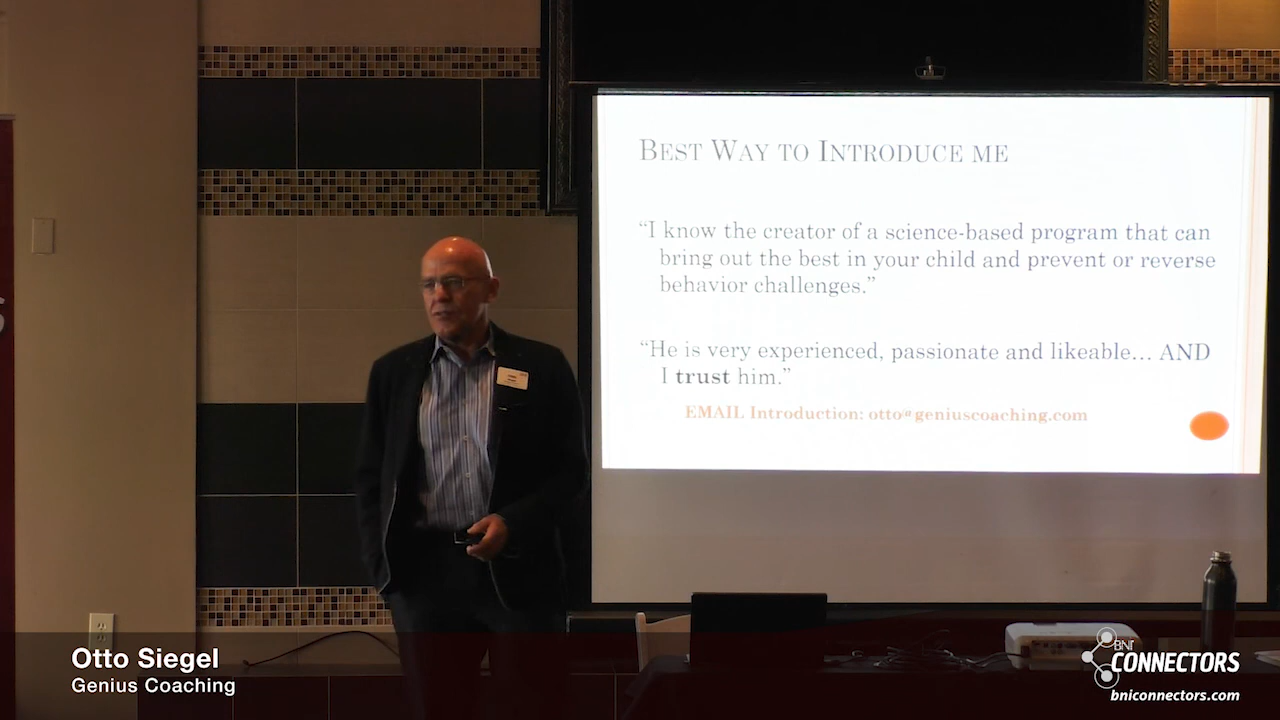 BEST WAY TO INTRODUCE ME
“I know the creator of a science-based program that can
bring out the best in your child and prevent or reverse
behavior challenges.”
“He is very experienced, passionate and likeable… AND
I trust him.”
EMAIL Introduction: otto@geniuscoaching.com
Otto Siegel
Genius Coaching
BNI
CONNECTORS
bniconnectors.com